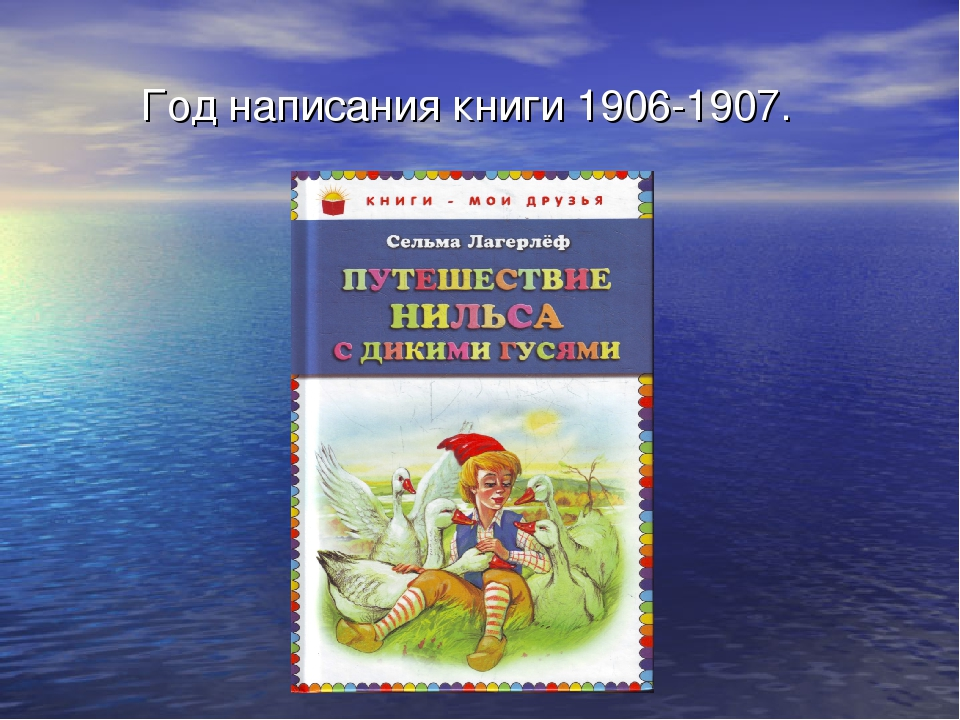 Год написания книги 1906-1907.
КНИГИ - МОИ ДРУЗЬЯ
Сельма Лагерлёф
ПУТЕШЕСТВИЕ
НИЛЬСА
С ДИКИМИ ГУСЯМИ